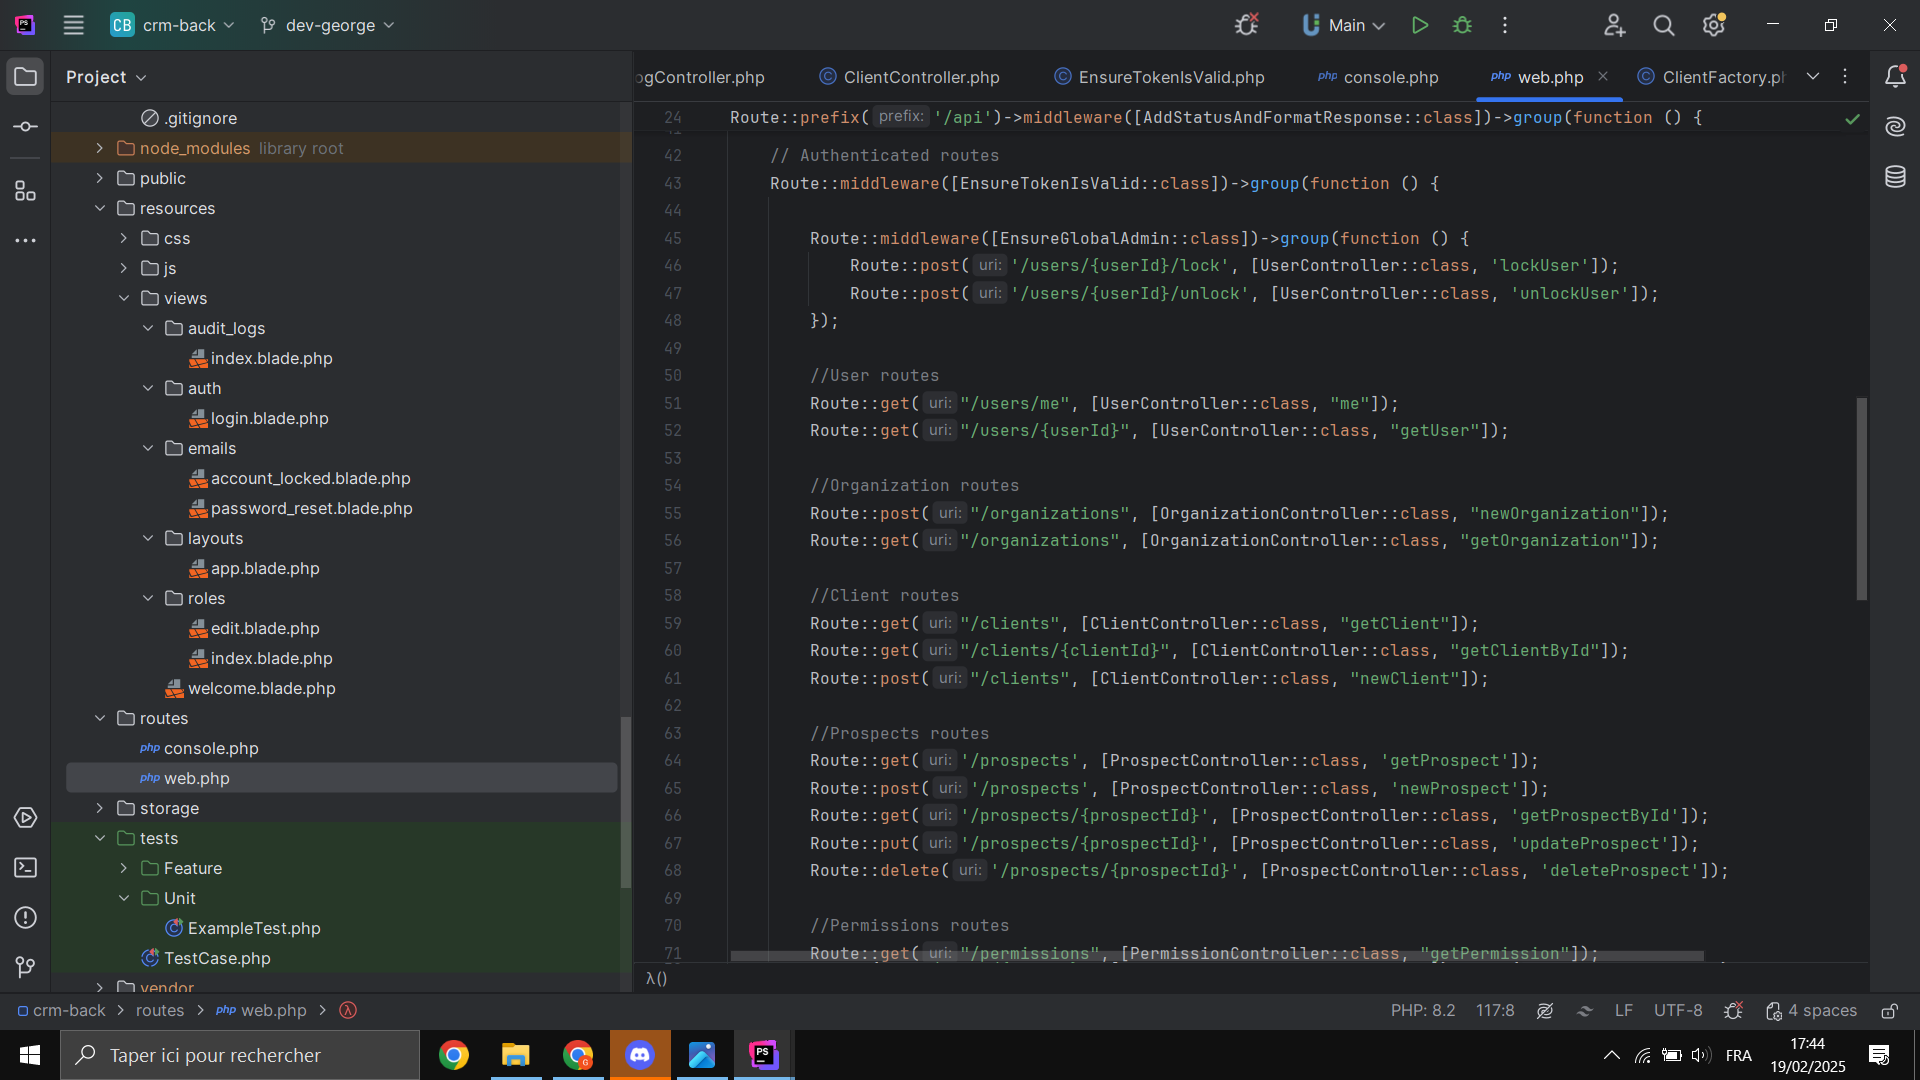 CB crm-back
dev-george
Main
Project
ogController.php
ClientController.php
EnsureTokenIsValid.php
php console.php
php web.php
ClientFactory.ph
.gitignore
node_modules library root
public
resources
css
js
views
audit_logs
index.blade.php
auth
login.blade.php
emails
account_locked.blade.php
password_reset.blade.php
layouts
app.blade.php
roles
edit.blade.php
index.blade.php
welcome.blade.php
routes
php console.php
php web.php
storage
tests
Feature
Unit
ExampleTest.php
TestCase.php
vendor
24 Route::prefix( prefix: '/api')->middleware([AddStatusAndFormatResponse::class])->group(function () {
42 // Authenticated routes
43 Route::middleware([EnsureTokenIsValid::class])->group(function () {
44
45 Route::middleware([EnsureGlobalAdmin::class])->group(function () {
46 Route::post( uri: '/users/{userId}/lock', [UserController::class, 'lockUser']);
47 Route::post( uri: '/users/{userId}/unlock', [UserController::class, 'unlockUser']);
48 });
49
50 //User routes
51 Route::get( uri: "/users/me", [UserController::class, "me"]);
52 Route::get( uri: "/users/{userId}", [UserController::class, "getUser"]);
53
54 //Organization routes
55 Route::post( uri: "/organizations", [OrganizationController::class, "newOrganization"]);
56 Route::get( uri: "/organizations", [OrganizationController::class, "getOrganization"]);
57
58 //Client routes
59 Route::get( uri: "/clients", [ClientController::class, "getClient"]);
60 Route::get( uri: "/clients/{clientId}", [ClientController::class, "getClientById"]);
61 Route::post( uri: "/clients", [ClientController::class, "newClient"]);
62
63 //Prospects routes
64 Route::get( uri: '/prospects', [ProspectController::class, 'getProspect']);
65 Route::post( uri: '/prospects', [ProspectController::class, 'newProspect']);
66 Route::get( uri: '/prospects/{prospectId}', [ProspectController::class, 'getProspectById']);
67 Route::put( uri: '/prospects/{prospectId}', [ProspectController::class, 'updateProspect']);
68 Route::delete( uri: '/prospects/{prospectId}', [ProspectController::class, 'deleteProspect']);
69
70 //Permissions routes
71 Route::get( uri: "/permissions", [PermissionController::class, "getPermission"]);
λ()
crm-back > routes > php web.php > λ
PHP: 8.2 117:8 LF UTF-8 4 spaces
Taper ici pour rechercher
PS
FRA
17:44
19/02/2025